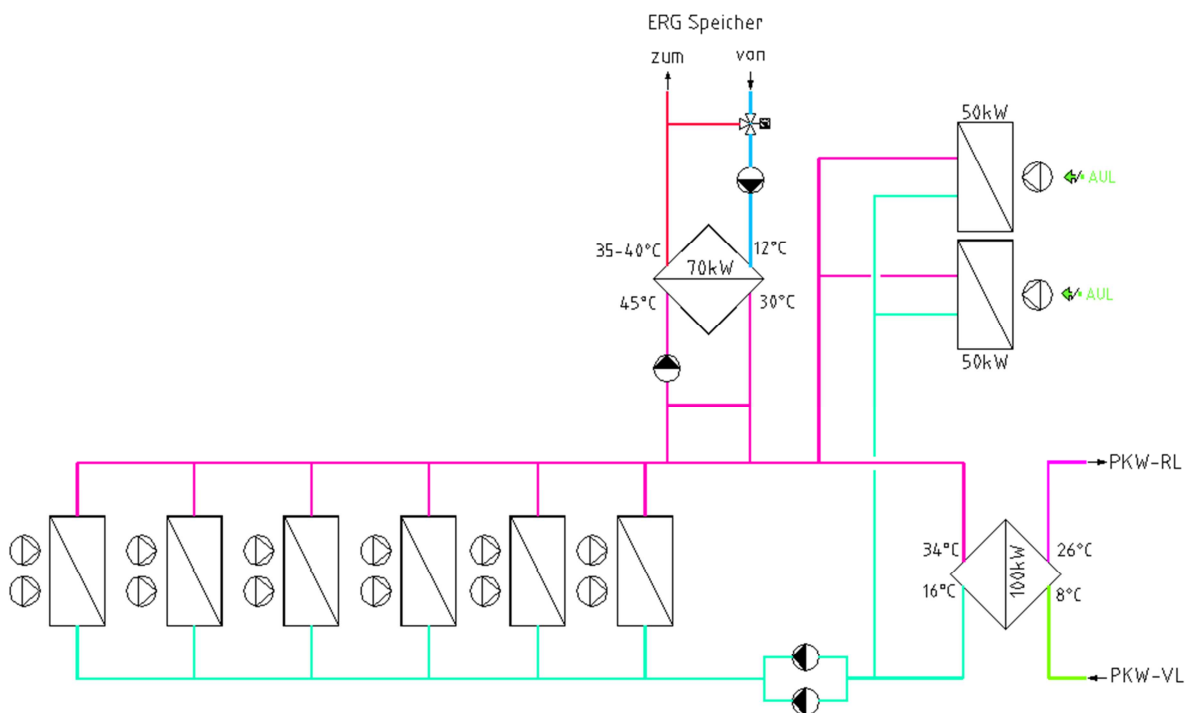 ERG Speicher
zum
von
50kW
AUL
35-40°C
12°C
70kW
45°C
30°C
AUL
50kW
PKW-RL
34°C
26°C
100kW
16°C
8°C
PKW-VL